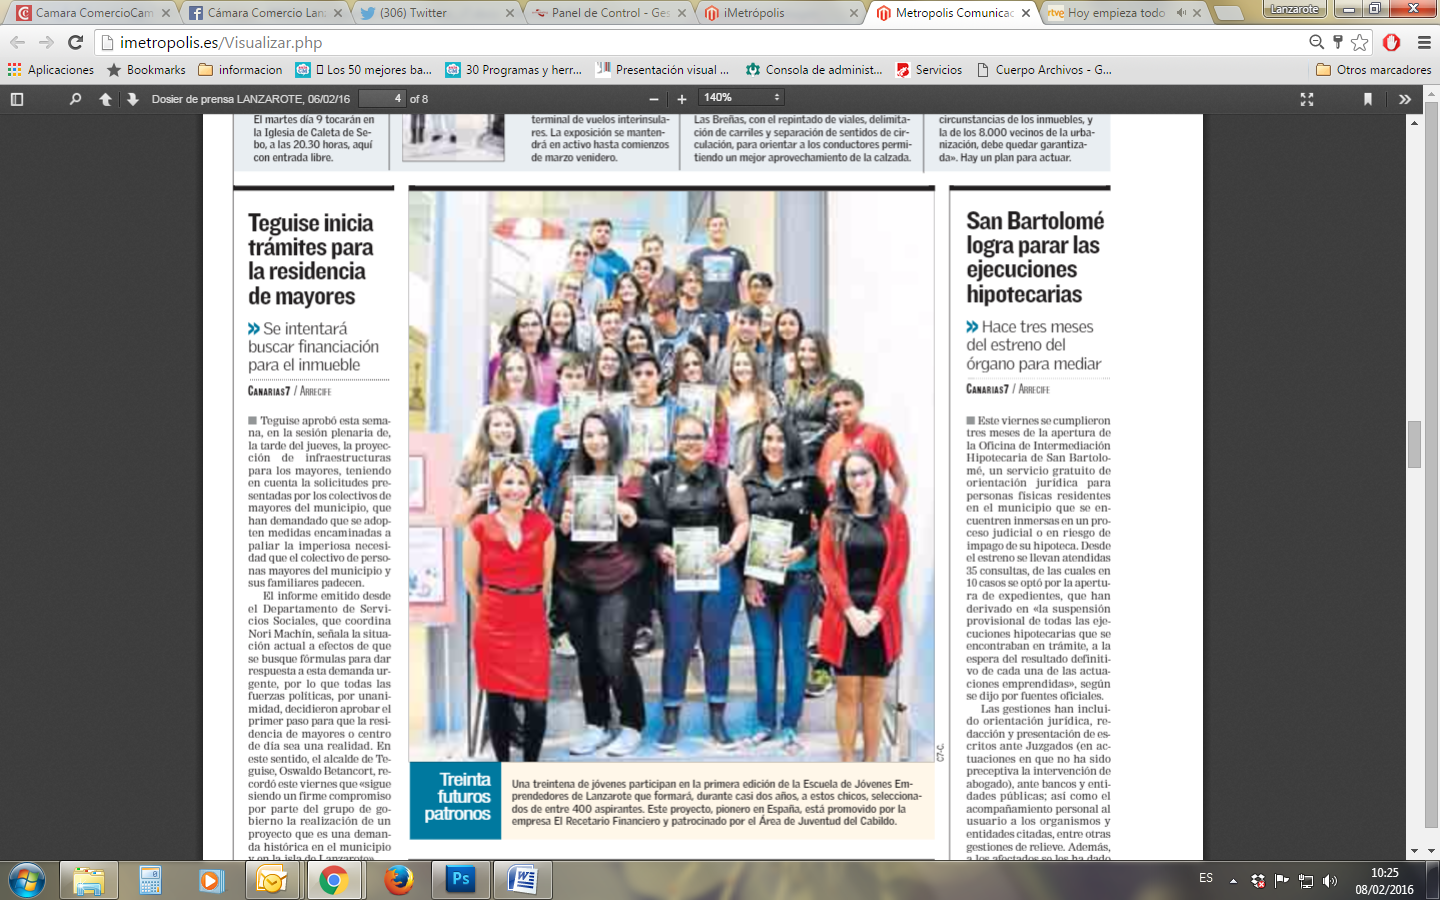 Camara ComercioCam
Cámara Comercio Lan
(306) Twitter
Panel de Control - Ges
iMetrópolis
Metropolis Comunicac
Hoy empieza todo
Lanzarote
imetropolis.es/Visualizar.php
Aplicaciones
Bookmarks
informacion
Los 50 mejores ba...
30 Programas y herr...
Presentación visual ...
Consola de administ...
Servicios
Cuerpo Archivos - G...
Otros marcadores
Dosier de prensa LANZAROTE, 06/02/16
4 of 8
140%
El martes día 9 tocarán en
la Iglesia de Caleta de Se-
bo, a las 20.30 horas, aquí
con entrada libre.
terminal de vuelos interinsula-
res. La exposición se manten-
drá en activo hasta comienzos
de marzo venidero.
Las Breñas, con el repintado de viales, delimita-
ción de carriles y separación de sentidos de cir-
culación, para orientar a los conductores permi-
tiendo un mejor aprovechamiento de la calzada.
circunstancias de los inmuebles, y
la de los 8.000 vecinos de la urba-
nización, debe quedar garantiza-
da». Hay un plan para actuar.
Teguise inicia
trámites para
la residencia
de mayores
Se intentará
buscar financiación
para el inmueble
CANARIAS7 / ARRECIFE
Teguise aprobó esta sema-
na, en la sesión plenaria de,
la tarde del jueves, la proyec-
ción de infraestructuras
para los mayores, teniendo
en cuenta la solicitudes pre-
sentadas por los colectivos de
mayores del municipio, que
han demandado que se adop-
ten medidas encaminadas a
paliar la imperiosa necesi-
dad que el colectivo de perso-
nas mayores del municipio y
sus familiares padecen.
El informe emitido desde
el Departamento de Servi-
cios Sociales, que coordina
Nori Machín, señala la situa-
ción actual a efectos de que
se busque fórmulas para dar
respuesta a esta demanda ur-
gente, por lo que todas las
fuerzas políticas, por unani-
midad, decidieron aprobar el
primer paso para que la resi-
dencia de mayores o centro
de día sea una realidad. En
este sentido, el alcalde de Te-
guise, Oswaldo Betancort, re-
cordó este viernes que «sigue
siendo un firme compromiso
por parte del grupo de go-
bierno la realización de un
proyecto que es una deman-
da histórica en el municipio
y en la isla de Lanzarote».
C7-C.
Treinta
futuros
patronos
Una treintena de jóvenes participan en la primera edición de la Escuela de Jóvenes Em-
prendedores de Lanzarote que formará, durante casi dos años, a estos chicos, selecciona-
dos de entre 400 aspirantes. Este proyecto, pionero en España, está promovido por la
empresa El Recetario Financiero y patrocinado por el Área de Juventud del Cabildo.
San Bartolomé
logra parar las
ejecuciones
hipotecarias
Hace tres meses
del estreno del
órgano para mediar
CANARIAS7 / ARRECIFE
Este viernes se cumplieron
tres meses de la apertura de
la Oficina de Intermediación
Hipotecaria de San Bartolo-
mé, un servicio gratuito de
orientación jurídica para
personas físicas residentes
en el municipio que se en-
cuentren inmersas en un pro-
ceso judicial o en riesgo de
impago de su hipoteca. Desde
el estreno se llevan atendidas
35 consultas, de las cuales en
10 casos se optó por la apertu-
ra de expedientes, que han
derivado en «la suspensión
provisional de todas las eje-
cuciones hipotecarias que se
encontraban en trámite, a la
espera del resultado definiti-
vo de cada una de las actua-
ciones emprendidas», según
se dijo por fuentes oficiales.
Las gestiones han inclui-
do orientación jurídica, re-
dacción y presentación de es-
critos ante Juzgados (en ac-
tuaciones en que no ha sido
preceptiva la intervención de
abogado), ante bancos y enti-
dades públicas; así como el
acompañamiento personal al
usuario a los organismos y
entidades citadas, entre otras
gestiones de relieve. Además,
a los afectados se les ha dado
ES
10:25
08/02/2016